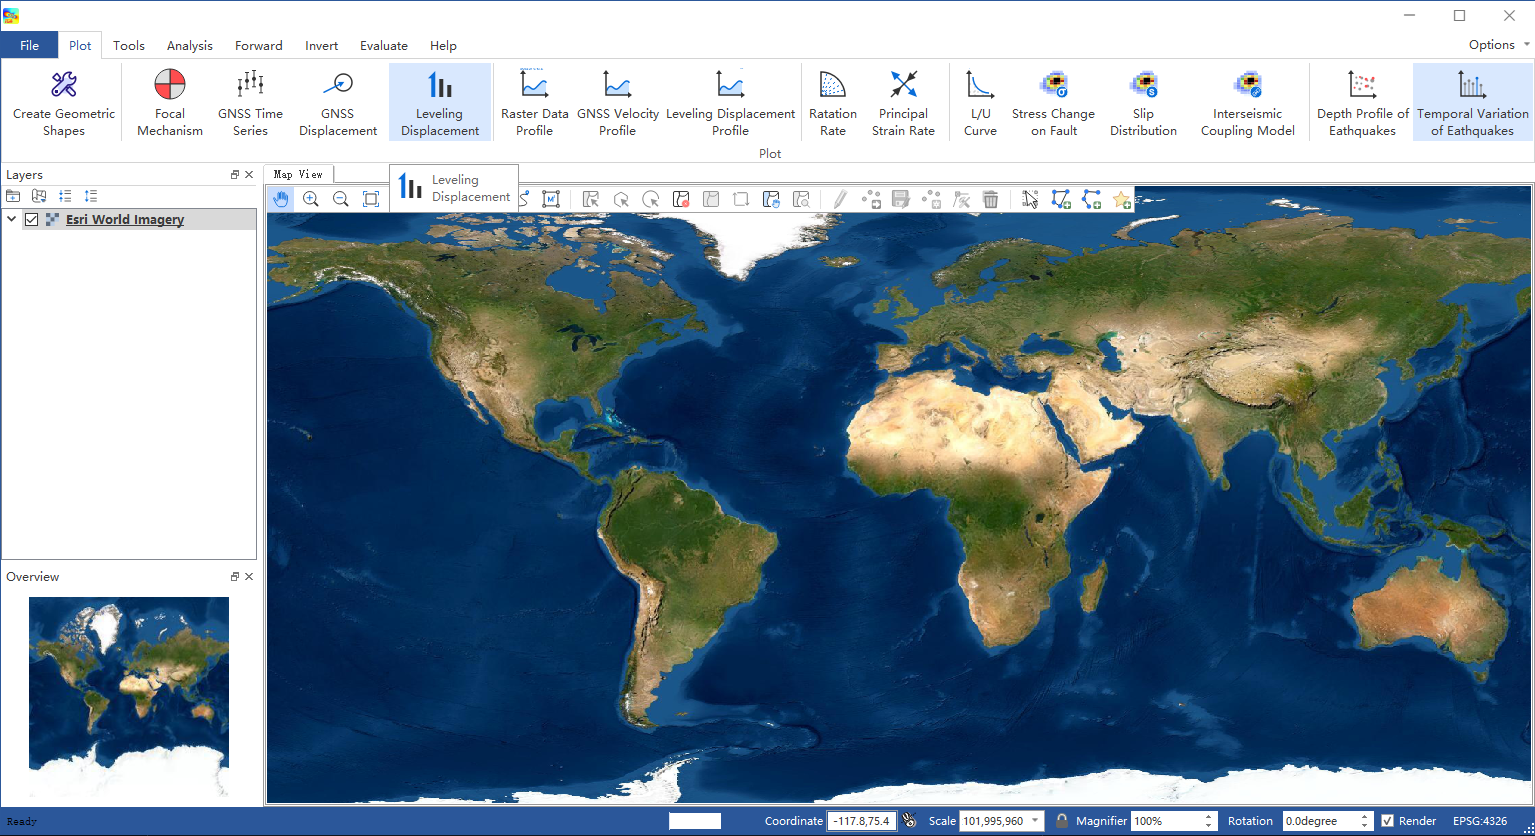 File Plot Tools Analysis Forward Invert Evaluate Help Options
Create Geometric Shapes
Focal Mechanism
GNSS Time Series
GNSS Displacement
Leveling Displacement
Raster Data Profile
GNSS Velocity Profile
Leveling Displacement Profile
Ratation Rate
Principal Strain Rate
L/U Curve
Stress Change on Fault
Slip Distribution
Interseismic Coupling Model
Depth Profile of Eathquakes
Temporal Variation of Eathquakes
Plot
Layers
Map View
Leveling
Displacement
Esri World Imagery
Overview
Ready
Coordinate -117.8,75.4 Scale 101,995,960 Magnifier 100% Rotation 0.0degree Render EPSG:4326